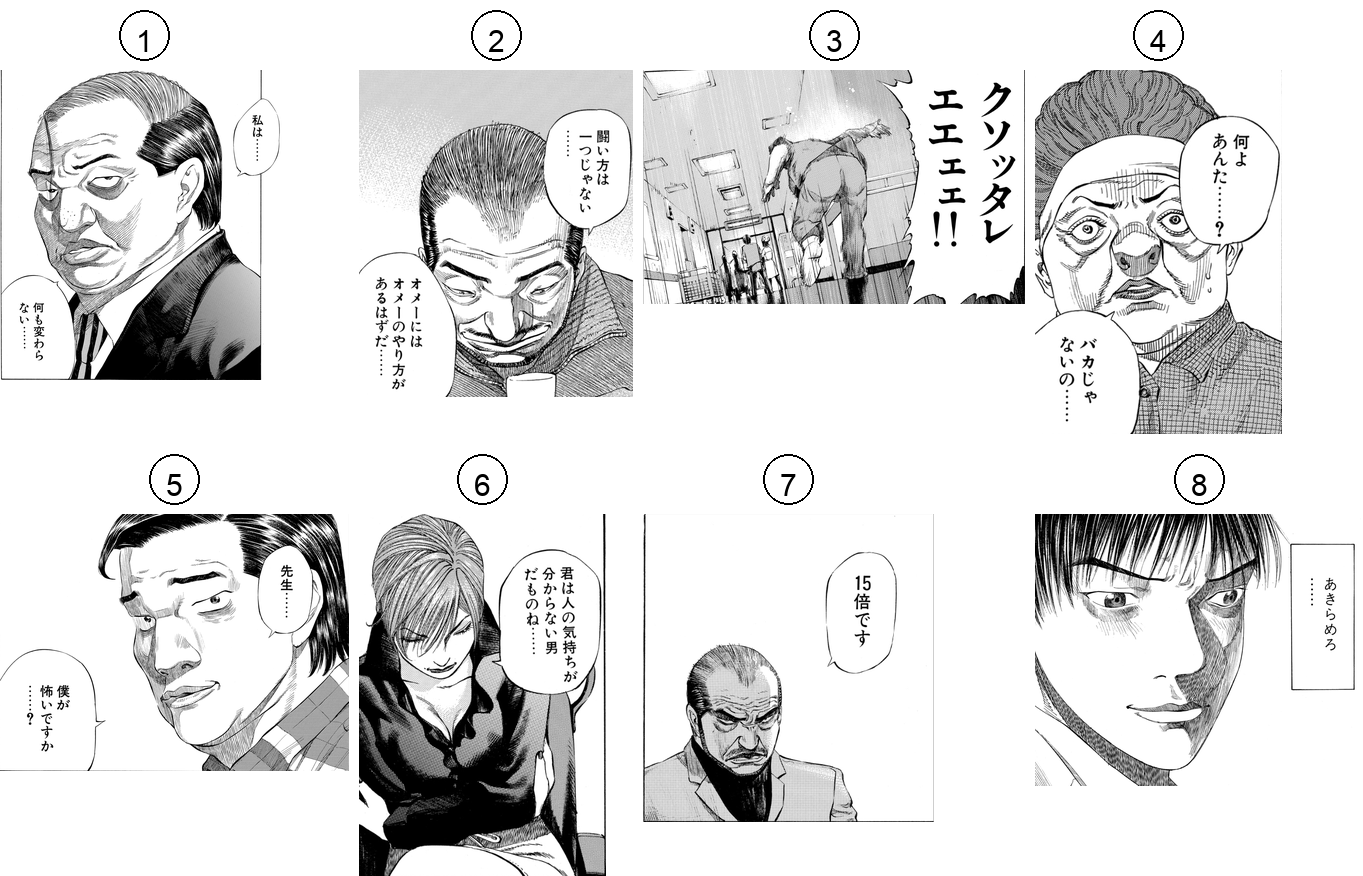 1
私は……
何も変わら
ない……
2
闘い方は
一つじゃない
……
オメーには
オメーのやり方が
あるはずだ……
3
クソッタレ
エエェェ!!
4
何よ
あんた……?
バカじゃ
ないの……
5
先生……
僕が
怖いですか
……?
6
君は人の気持ちが
分からない男
だものね……
7
15倍です
8
あきらめろ
……